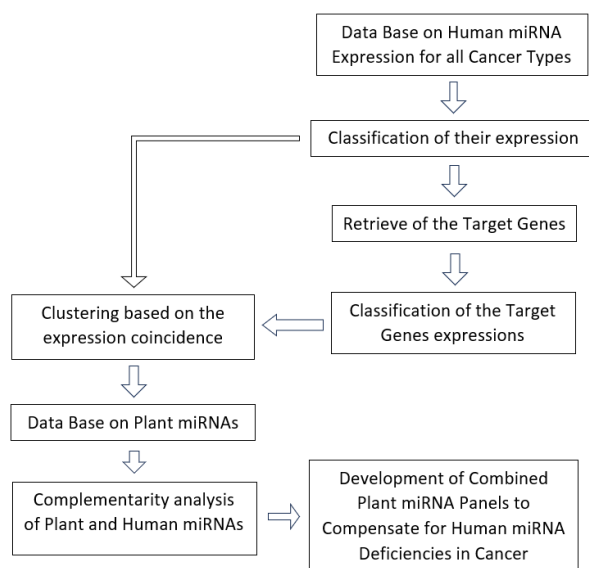 Data Base on Human miRNA
Expression for all Cancer Types
Classification of their expression
Retrieve of the Target Genes
Classification of the Target
Genes expressions
Clustering based on the
expression coincidence
Data Base on Plant miRNAs
Complementarity analysis
of Plant and Human miRNAs
Development of Combined
Plant miRNA Panels to
Compensate for Human miRNA
Deficiencies in Cancer